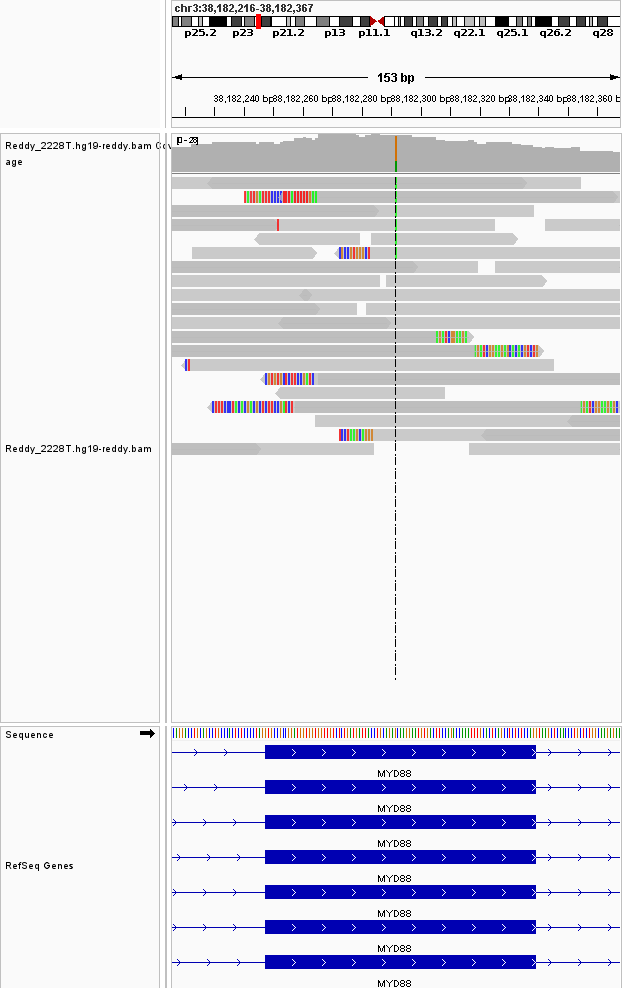 chr3:38,182,216-38,182,367
p25.2 p23 p21.2 p13 p11.1 q13.2 q22.1 q25.1 q26.2 q28
153 bp
38,182,240 bp 38,182,260 bp 38,182,280 bp 38,182,300 bp 38,182,320 bp 38,182,340 bp 38,182,360 b
Reddy_2228T.hg19-reddy.bam Cov
age
[0 - 28]
Reddy_2228T.hg19-reddy.bam
Sequence
MYD88
MYD88
MYD88
MYD88
RefSeq Genes
MYD88
MYD88
MYD88